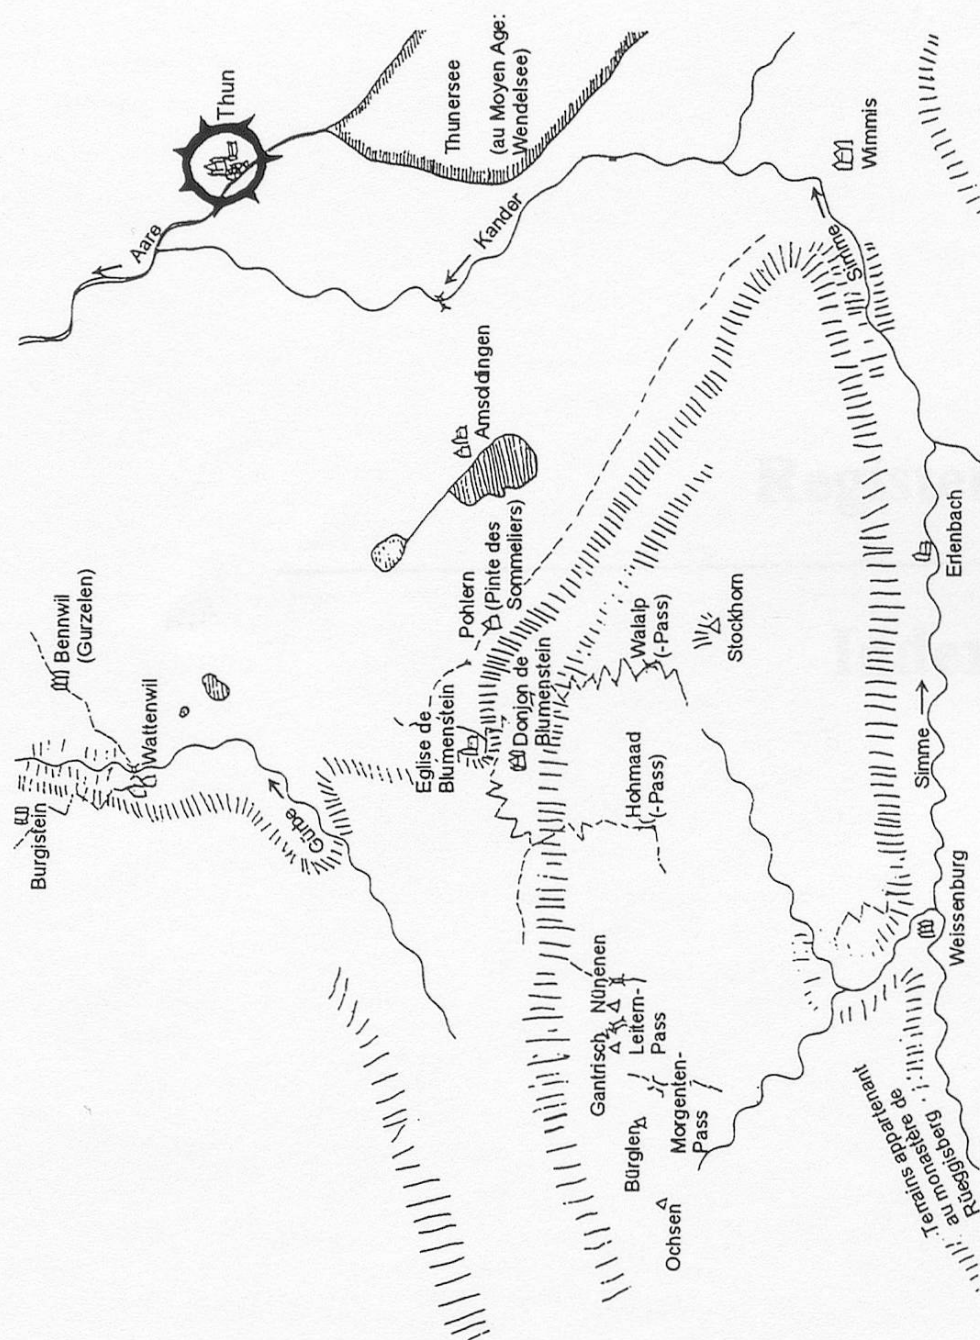 Burgistein
Bennwil
(Gurzelen)
Wattenwil
Gürbe
Aare
Thun
Thunersee
(au Moyen Age:
Wendelsee)
Kander
Amsoldingen
Pohlern
(Pinte des
Sommeliers)
Eglise de
Blumenstein
Donjon de
Blumenstein
Walalp
(-Pass)
Stockhorn
Hohmaad
(-Pass)
Nünenen
Gantrisch
Leitern-
Pass
Morgenten-
Pass
Bürglen
Ochsen
Simme
Wimmis
Erlenbach
Simme
Weissenburg
Terrains appartenant
au monastère de
Rüeggisberg